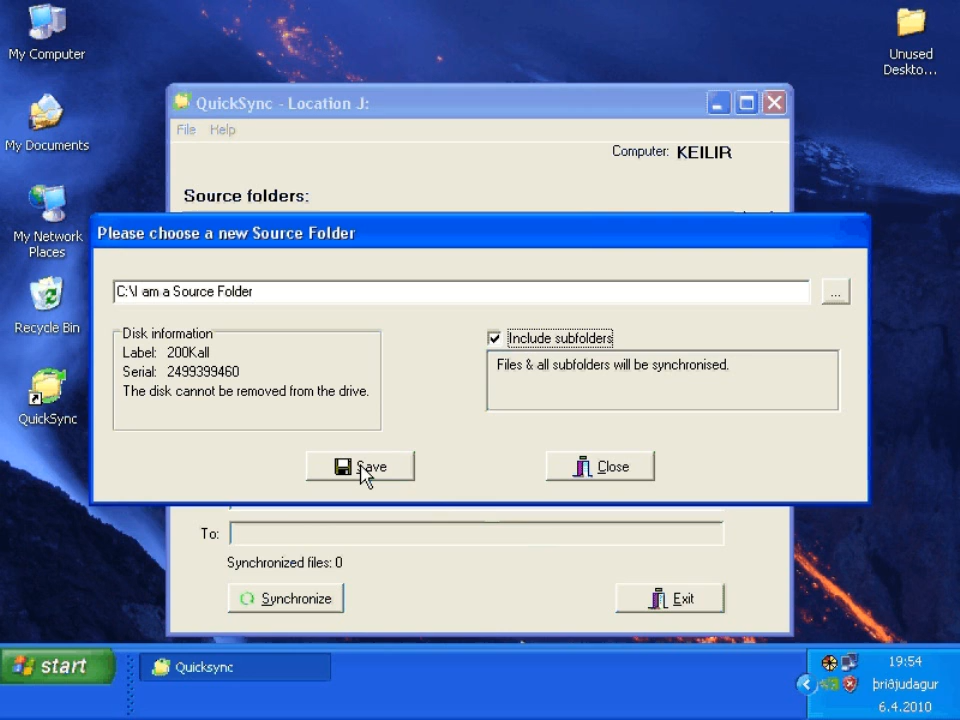 My Computer
Unused
Deskto...
QuickSync - Location J:
File Help
My Documents
Computer: KEILIR
Source folders:
My Network
Places
Please choose a new Source Folder
C:\I am a Source Folder
...
Recycle Bin
Disk information
Label: 200Kall
Serial: 2499399460
The disk cannot be removed from the drive.
Include subfolders
Files & all subfolders will be synchronised.
QuickSync
Save
Close
To:
Synchronized files: 0
Synchronize
Exit
start
Quicksync
19:54
þriðjudagur
6.4.2010